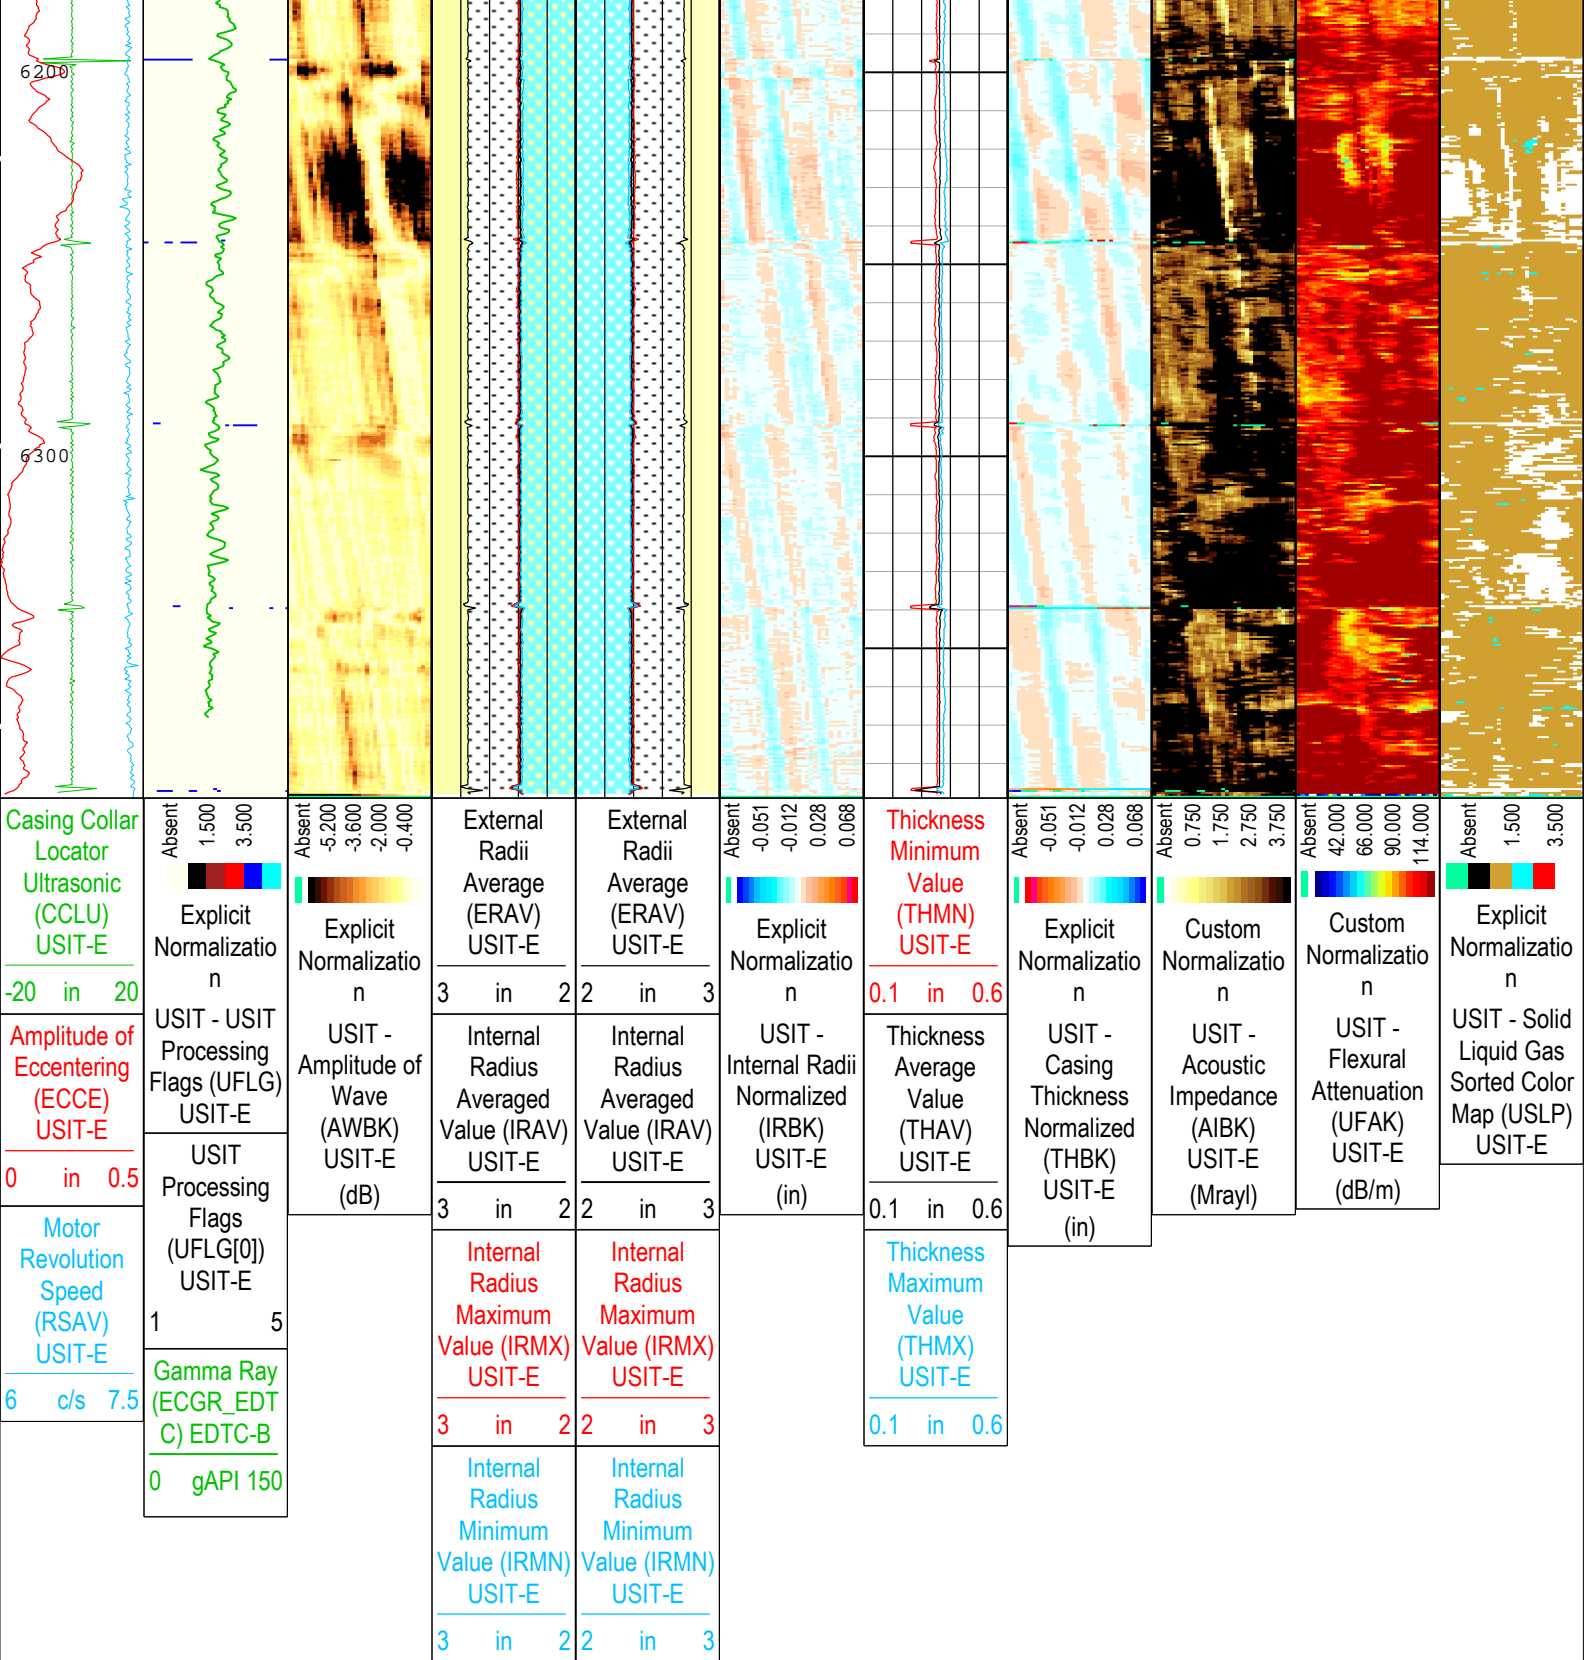 6200
6300
Casing Collar
Locator
Ultrasonic
(CCLU)
USIT-E
-20 in 20
Amplitude of
Eccentering
(ECCE)
USIT-E
0 in 0.5
Motor
Revolution
Speed
(RSAV)
USIT-E
6 c/s 7.5
Absent 1.500 3.500
Explicit
Normalizatio
n
USIT - USIT
Processing
Flags (UFLG)
USIT-E
USIT
Processing
Flags
(UFLG[0])
USIT-E
1 5
Gamma Ray
(ECGR_EDT
C) EDTC-B
0 gAPI 150
Absent -5.200 -3.600 -2.000 -0.400
Explicit
Normalizatio
n
USIT -
Amplitude of
Wave
(AWBK)
USIT-E
(dB)
External
Radii
Average
(ERAV)
USIT-E
3 in 2
Internal
Radius
Averaged
Value (IRAV)
USIT-E
3 in 2
Internal
Radius
Maximum
Value (IRMX)
USIT-E
3 in 2
Internal
Radius
Minimum
Value (IRMN)
USIT-E
3 in 2
External
Radii
Average
(ERAV)
USIT-E
2 in 3
Internal
Radius
Averaged
Value (IRAV)
USIT-E
2 in 3
Internal
Radius
Maximum
Value (IRMX)
USIT-E
2 in 3
Internal
Radius
Minimum
Value (IRMN)
USIT-E
2 in 3
Absent -0.051 -0.012 0.028 0.068
Explicit
Normalizatio
n
USIT -
Internal Radii
Normalized
(IRBK)
USIT-E
(in)
Thickness
Minimum
Value
(THMN)
USIT-E
0.1 in 0.6
Thickness
Average
Value
(THAV)
USIT-E
0.1 in 0.6
Thickness
Maximum
Value
(THMX)
USIT-E
0.1 in 0.6
Absent -0.051 -0.012 0.028 0.068
Explicit
Normalizatio
n
USIT -
Casing
Thickness
Normalized
(THBK)
USIT-E
(in)
Absent 0.750 1.750 2.750 3.750
Custom
Normalizatio
n
USIT -
Acoustic
Impedance
(AIBK)
USIT-E
(Mrayl)
Absent 42.000 66.000 90.000 114.000
Custom
Normalizatio
n
USIT -
Flexural
Attenuation
(UFAK)
USIT-E
(dB/m)
Absent 1.500 3.500
Explicit
Normalizatio
n
USIT - Solid
Liquid Gas
Sorted Color
Map (USLP)
USIT-E